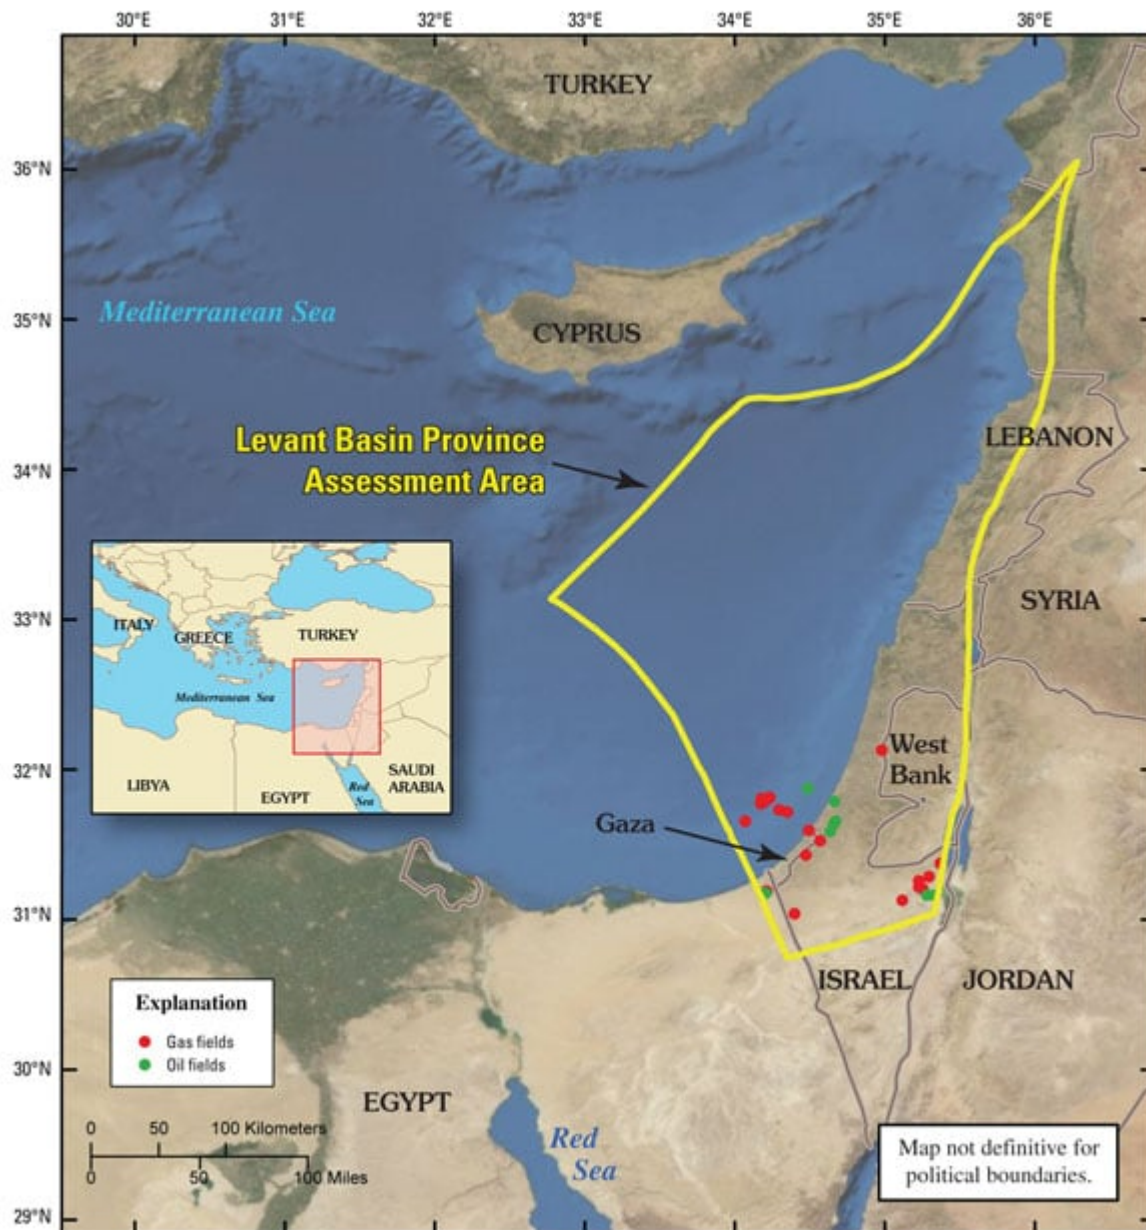 30°E 31°E 32°E 33°E 34°E 35°E 36°E
TURKEY
36°N
Mediterranean Sea
35°N
CYPRUS
Levant Basin Province
Assessment Area
LEBANON
34°N
SYRIA
33°N
ITALY
GREECE
TURKEY
Mediterranean Sea
LIBYA
EGYPT
Red
Sea
SAUDI
ARABIA
West
Bank
32°N
Gaza
31°N
ISRAEL
JORDAN
Explanation
Gas fields
Oil fields
30°N
EGYPT
0 50 100 Kilometers
0 50 100 Miles
Red
Sea
Map not definitive for
political boundaries.
29°N